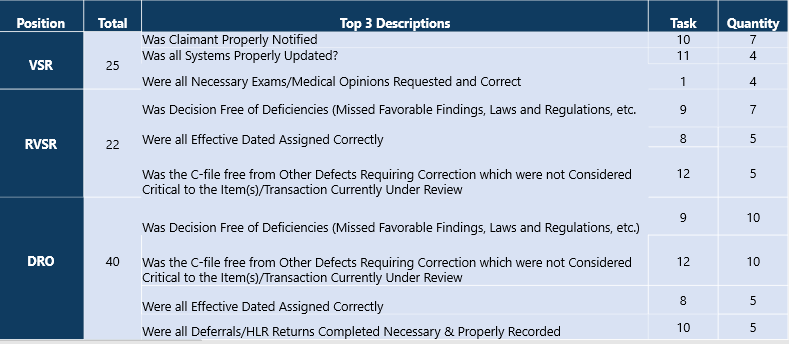 Position Total Top 3 Descriptions Task Quantity
VSR 25 Was Claimant Properly Notified 10 7
Was all Systems Properly Updated? 11 4
Were all Necessary Exams/Medical Opinions Requested and Correct 1 4
RVSR 22 Was Decision Free of Deficiencies (Missed Favorable Findings, Laws and Regulations, etc. 9 7
Were all Effective Dated Assigned Correctly 8 5
Was the C-file free from Other Defects Requiring Correction which were not Considered 12 5
Critical to the Item(s)/Transaction Currently Under Review
DRO 40 Was Decision Free of Deficiencies (Missed Favorable Findings, Laws and Regulations, etc.) 9 10
Was the C-file free from Other Defects Requiring Correction which were not Considered 12 10
Critical to the Item(s)/Transaction Currently Under Review
Were all Effective Dated Assigned Correctly 8 5
Were all Deferrals/HLR Returns Completed Necessary & Properly Recorded 10 5